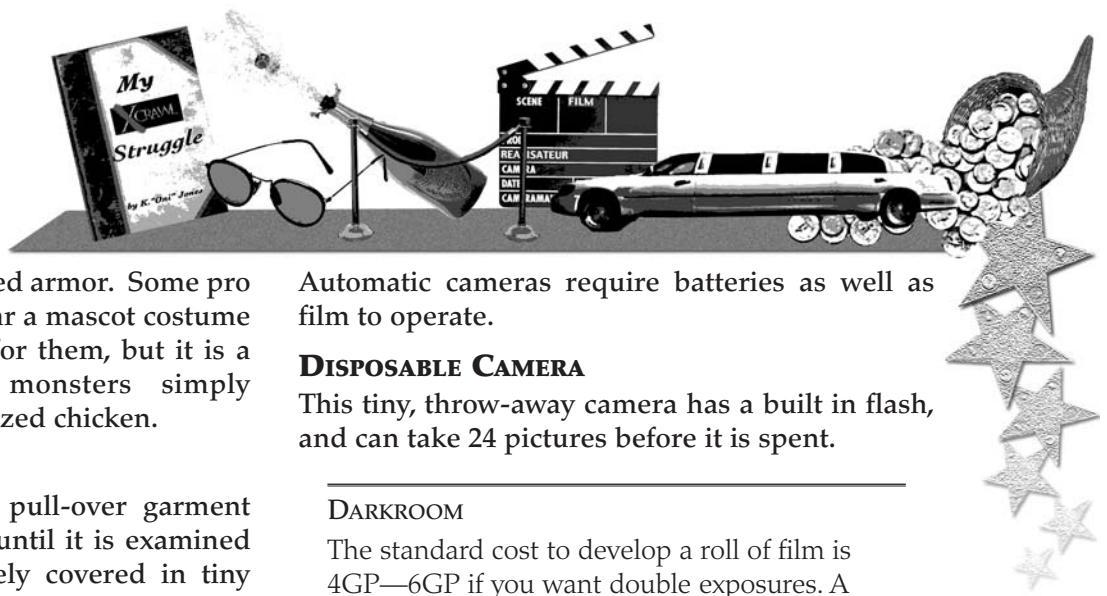 My
XCRAWL
Struggle
by K. "Oni" Jones
SCENE FILM
REALISATEUR
CAMERA
DATE
CAMERAMAN
ed armor. Some pro
ar a mascot costume
for them, but it is a
monsters simply
zed chicken.
pull-over garment
until it is examined
ely covered in tiny
Automatic cameras require batteries as well as
film to operate.
DISPOSABLE CAMERA
This tiny, throw-away camera has a built in flash,
and can take 24 pictures before it is spent.
DARKROOM
The standard cost to develop a roll of film is
4GP—6GP if you want double exposures. A